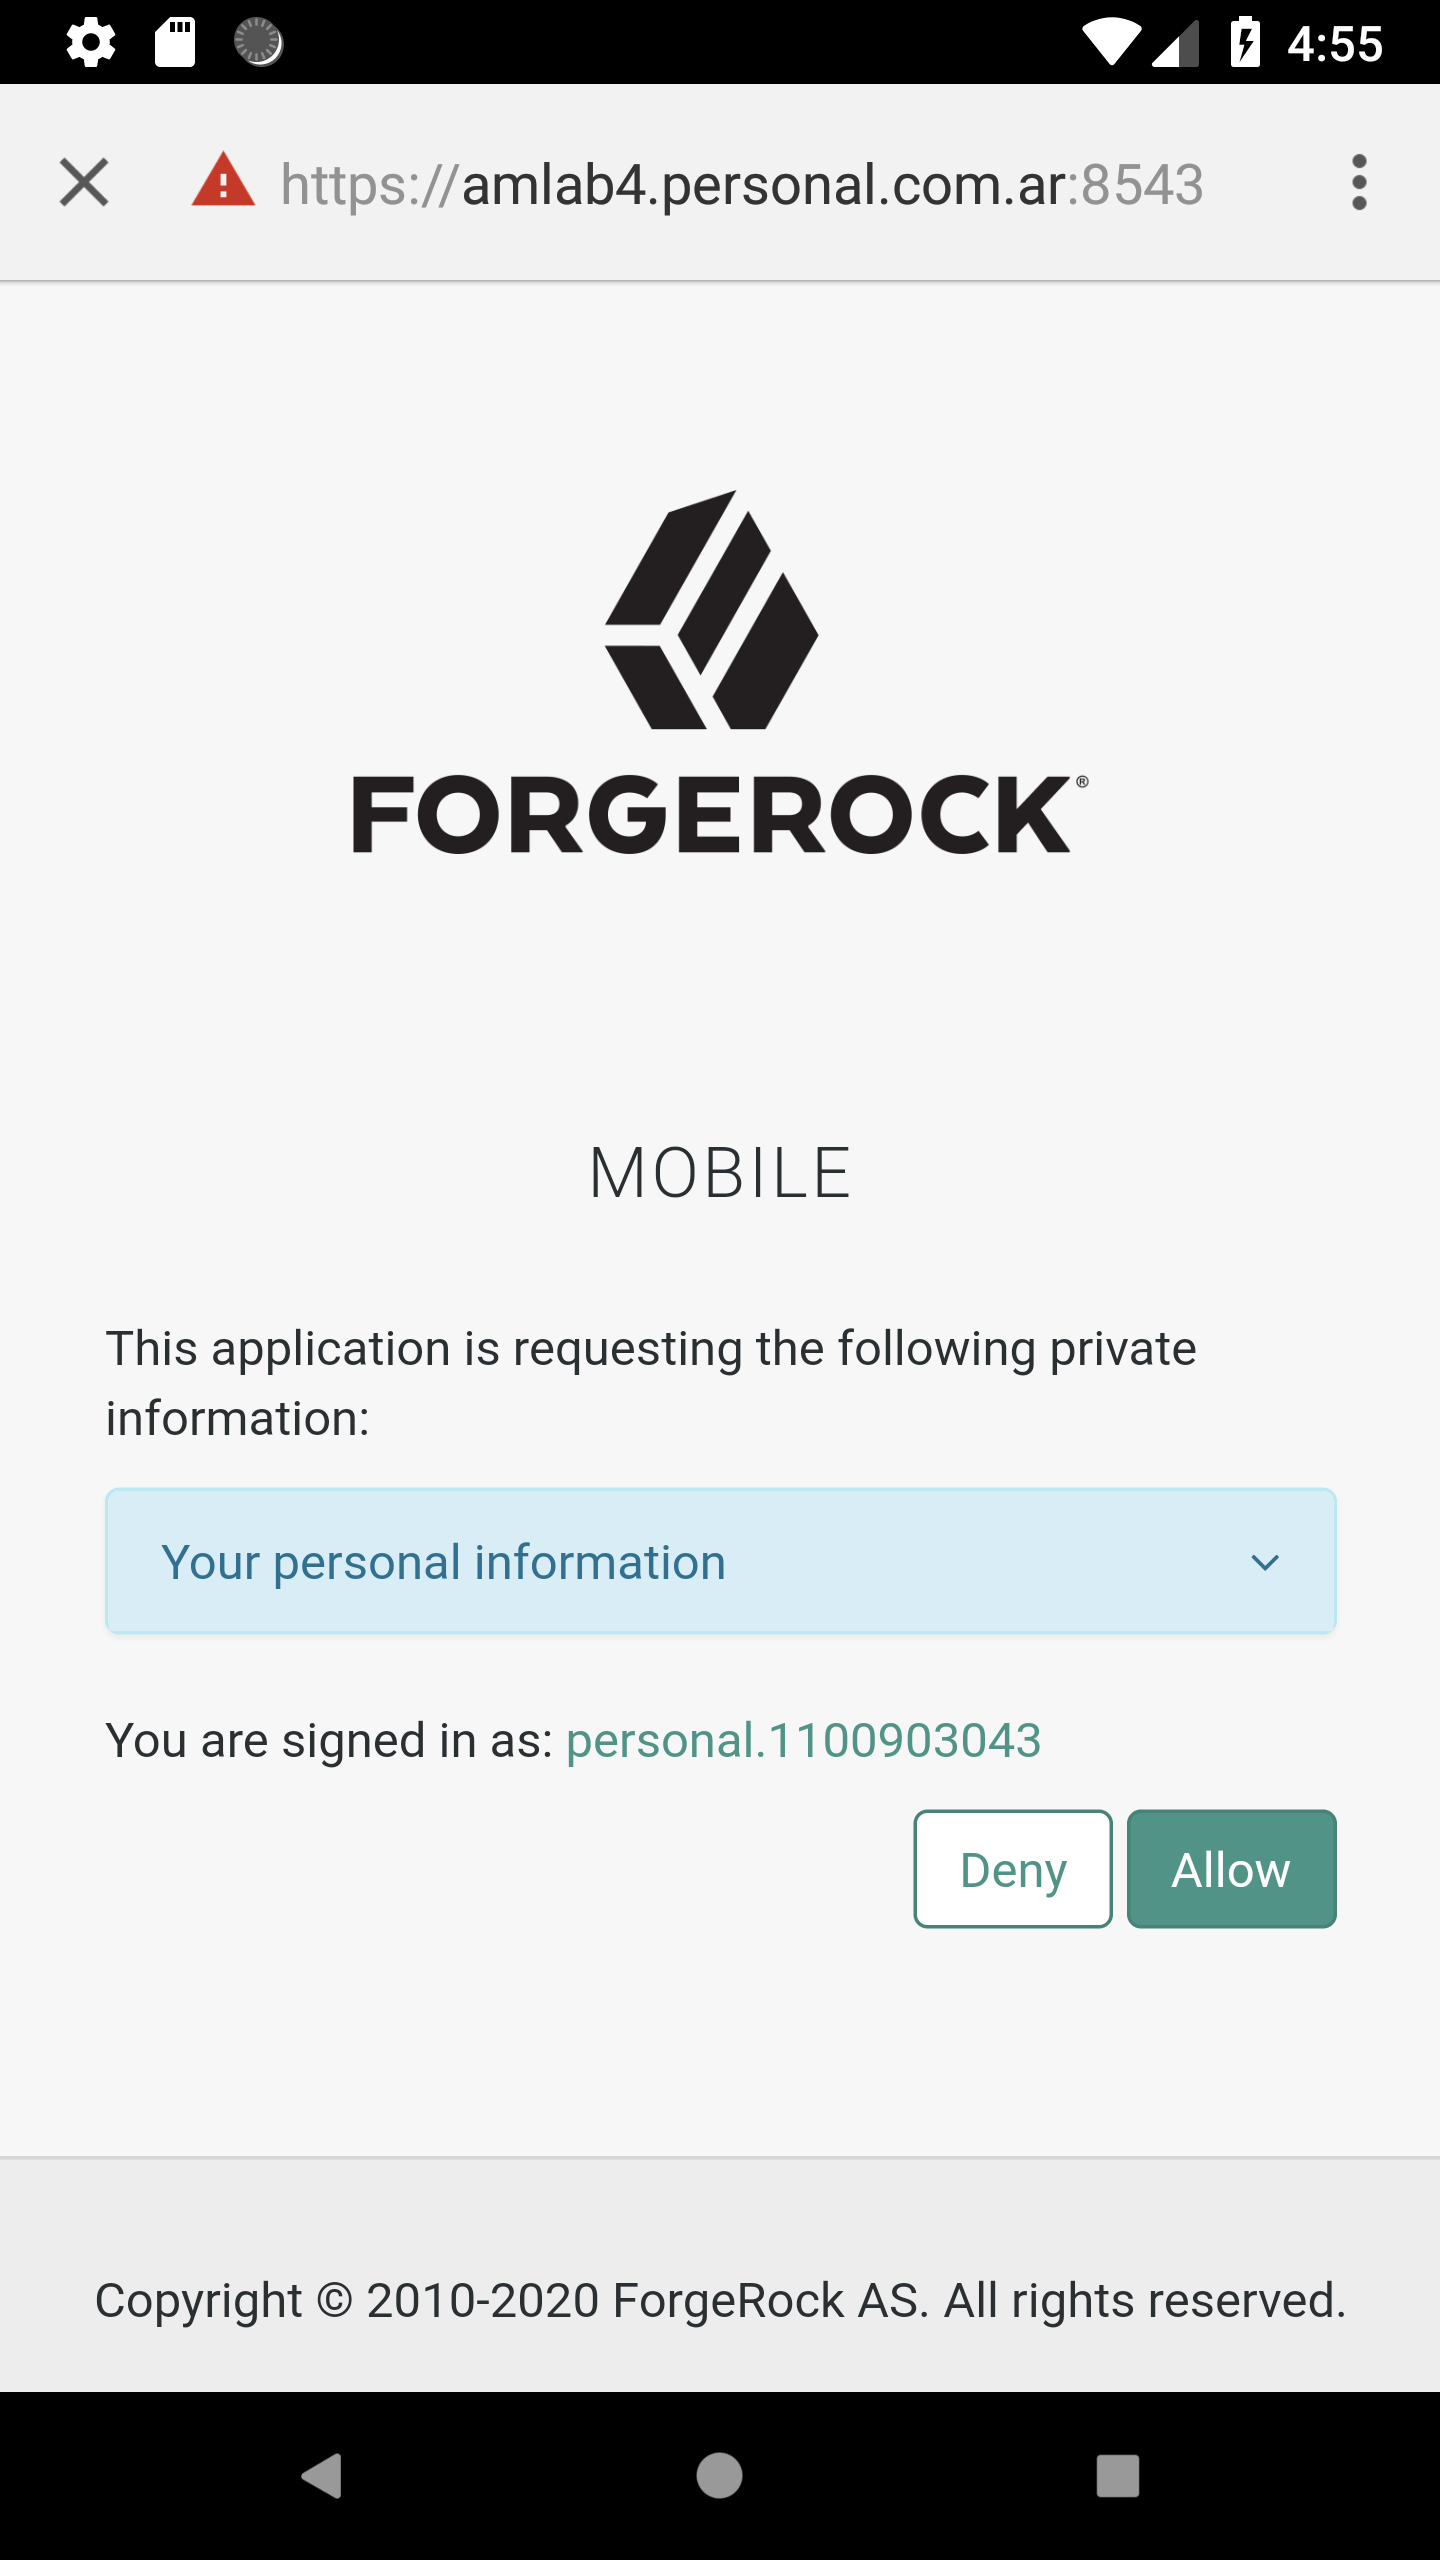 4:55
https://amlab4.personal.com.ar:8543
FORGEROCK®
MOBILE
This application is requesting the following private
information:
Your personal information
You are signed in as: personal.1100903043
Deny Allow
Copyright © 2010-2020 ForgeRock AS. All rights reserved.